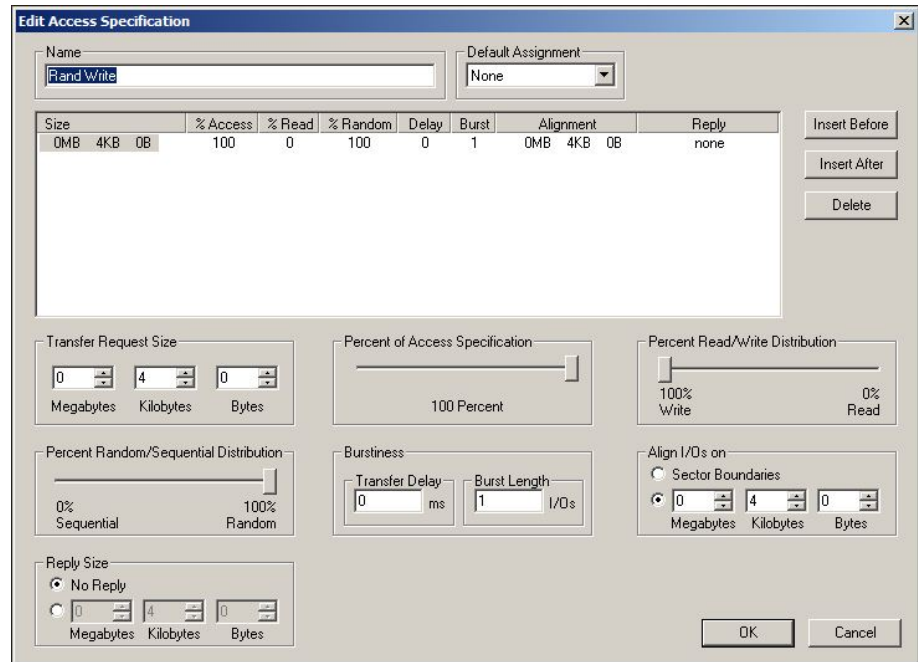 Edit Access Specification
Name
Default Assignment
Rand Write
None
Size % Access % Read % Random Delay Burst Alignment Reply
0MB 4KB 0B 100 0 100 0 1 0MB 4KB 0B none
Insert Before
Insert After
Delete
Transfer Request Size
0 4 0
Megabytes Kilobytes Bytes
Percent of Access Specification
100 Percent
Percent Read/Write Distribution
100% 0%
Write Read
Percent Random/Sequential Distribution
0% 100%
Sequential Random
Burstiness
Transfer Delay Burst Length
0 ms 1 I/Os
Align I/Os on
Sector Boundaries
0 4 0
Megabytes Kilobytes Bytes
Reply Size
No Reply
0 4 0
Megabytes Kilobytes Bytes
OK Cancel